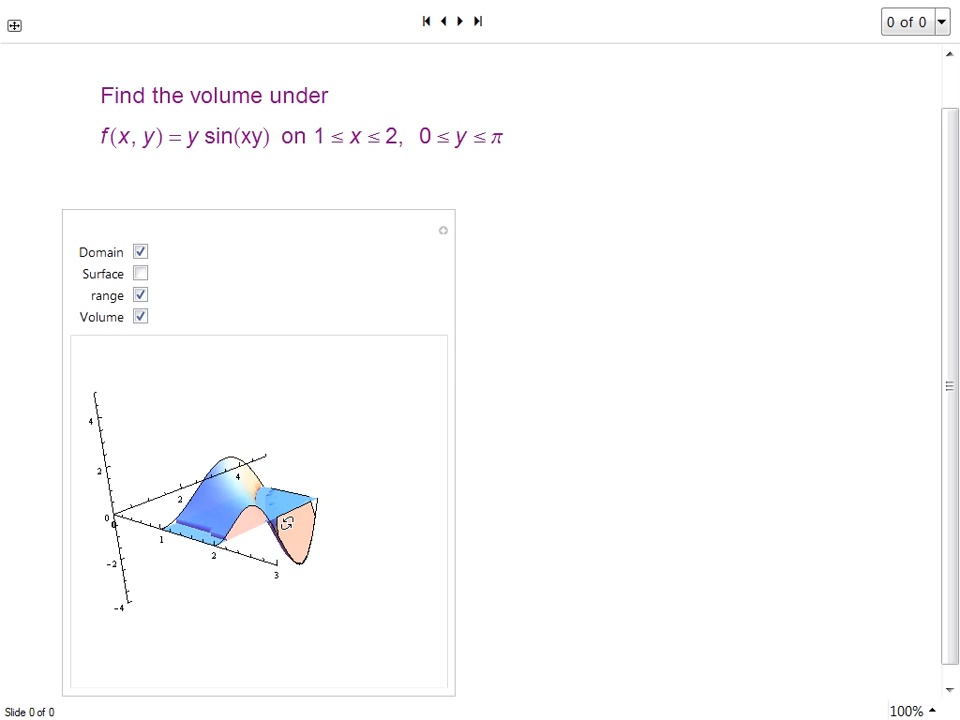 0 of 0
Find the volume under
f(x, y) = y sin(xy) on 1 ≤ x ≤ 2, 0 ≤ y ≤ π
Domain
Surface
range
Volume
4
2
0
0
-2
-4
2
4
1
2
3
Slide 0 of 0
100%